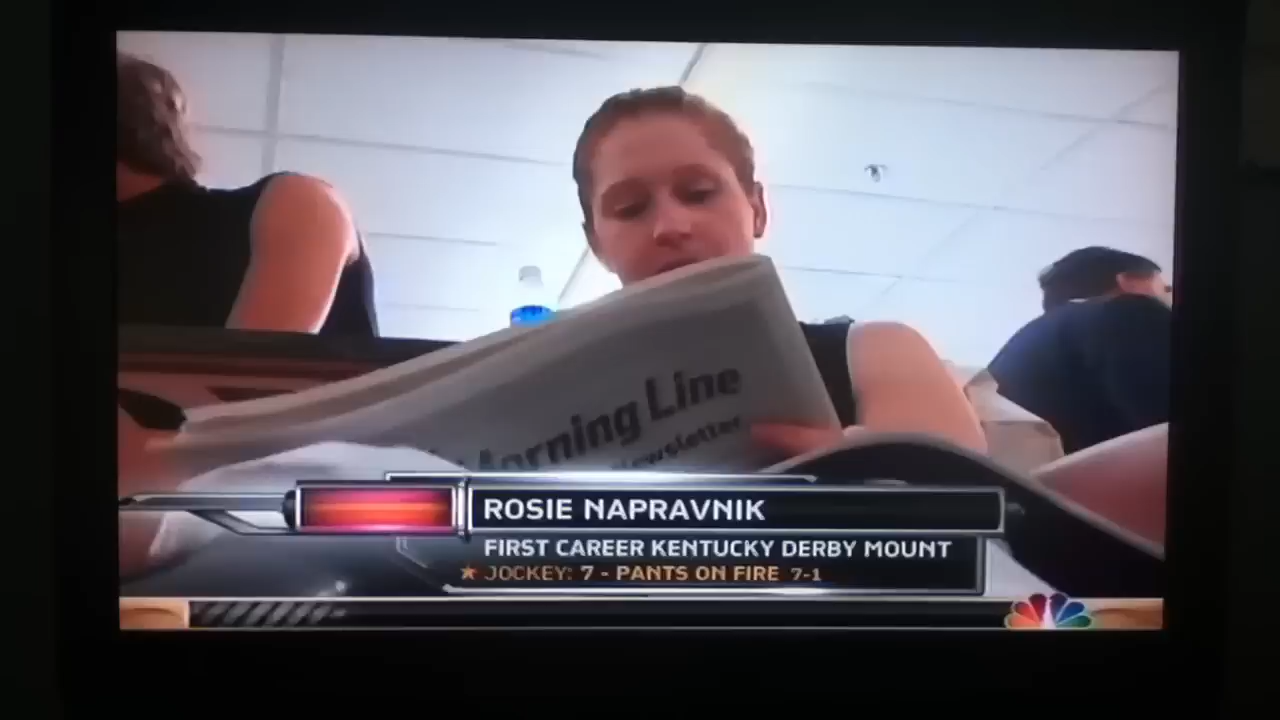 Morning Line
Newsletter
ROSIE NAPRAVNIK
FIRST CAREER KENTUCKY DERBY MOUNT
★ JOCKEY: 7 - PANTS ON FIRE 7-1